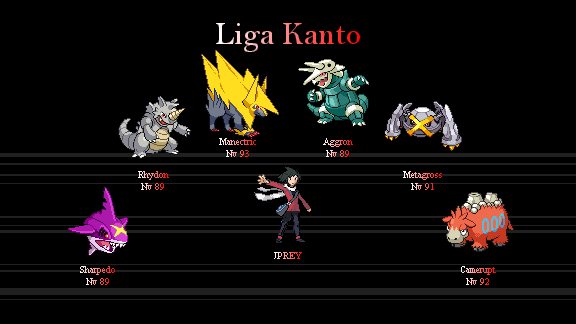 Liga Kanto
Manectric
Nv 93
Aggron
Nv 89
Rhydon
Nv 89
Metagross
Nv 91
JPREY
Sharpedo
Nv 89
Camerupt
Nv 92